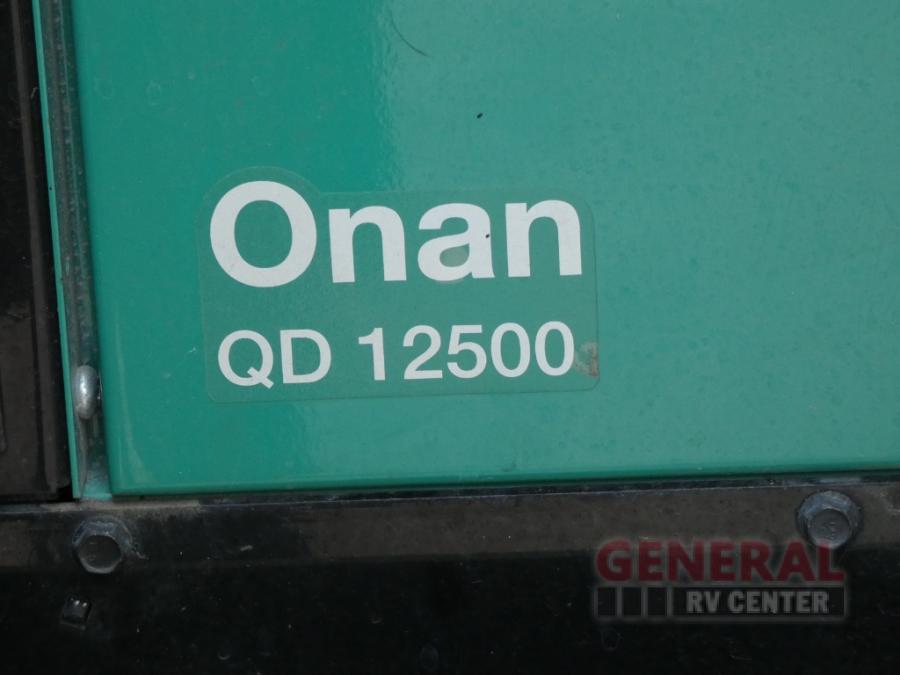 Onan
QD 12500
GENERAL
RV CENTER